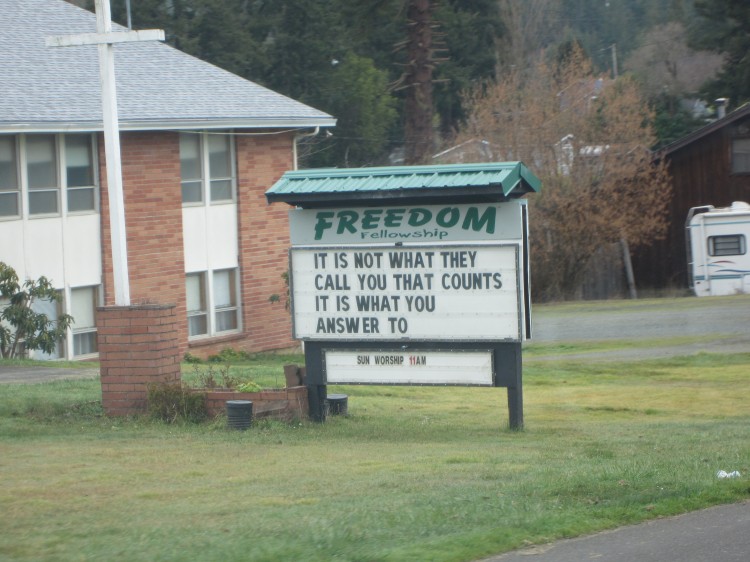 FREEDOM
Fellowship
IT IS NOT WHAT THEY
CALL YOU THAT COUNTS
IT IS WHAT YOU
ANSWER TO
SUN WORSHIP 11AM